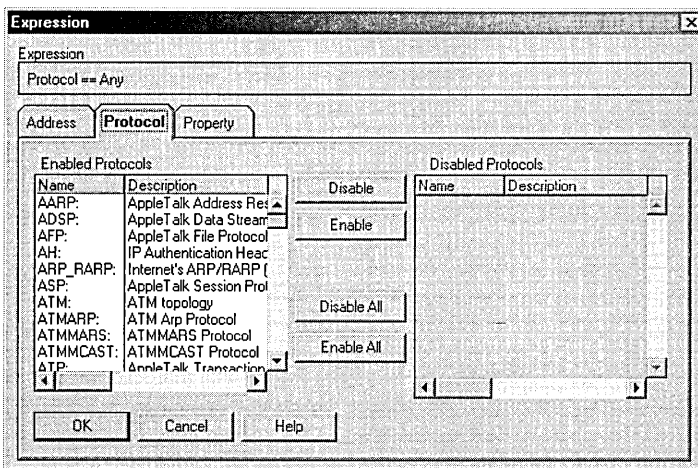 Expression
Expression
Protocol == Any
Address Protocol Property
Enabled Protocols
Name Description
AARP: AppleTalk Address Res
ADSP: AppleTalk Data Stream
AFP: AppleTalk File Protocol
AH: IP Authentication Head
ARP_RARP: Internet's ARP/RARP (
ASP: AppleTalk Session Prot
ATM: ATM topology
ATMARP: ATM Arp Protocol
ATMMARS: ATMMARS Protocol
ATMMCAST: ATMMCAST Protocol
ATP: AppleTalk Transaction
Disable
Enable
Disable All
Enable All
Disabled Protocols
Name Description
OK Cancel Help